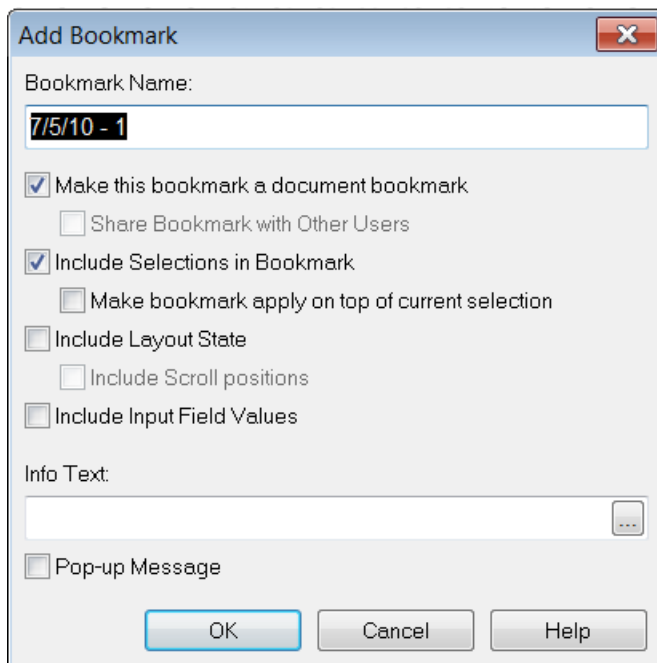 Add Bookmark
Bookmark Name:
7/5/10 - 1
Make this bookmark a document bookmark
Share Bookmark with Other Users
Include Selections in Bookmark
Make bookmark apply on top of current selection
Include Layout State
Include Scroll positions
Include Input Field Values
Info Text:
...
Pop-up Message
OK Cancel Help